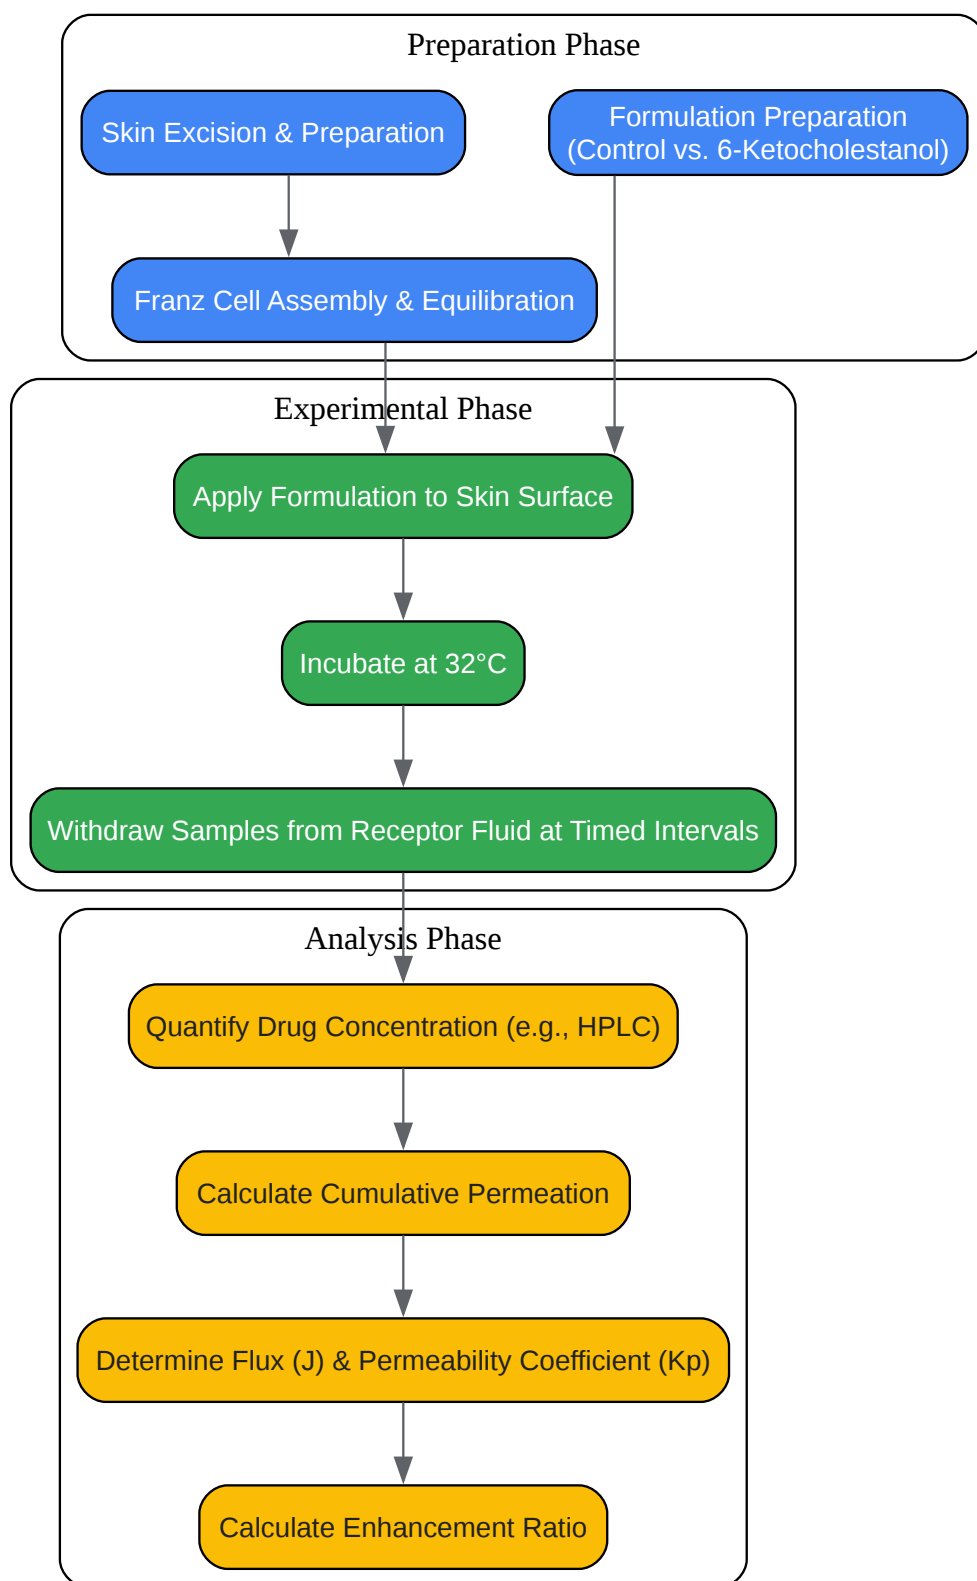 Preparation Phase
Skin Excision & Preparation
Formulation Preparation
(Control vs. 6-Ketocholestanol)
Franz Cell Assembly & Equilibration
Experimental Phase
Apply Formulation to Skin Surface
Incubate at 32°C
Withdraw Samples from Receptor Fluid at Timed Intervals
Analysis Phase
Quantify Drug Concentration (e.g., HPLC)
Calculate Cumulative Permeation
Determine Flux (J) & Permeability Coefficient (Kp)
Calculate Enhancement Ratio